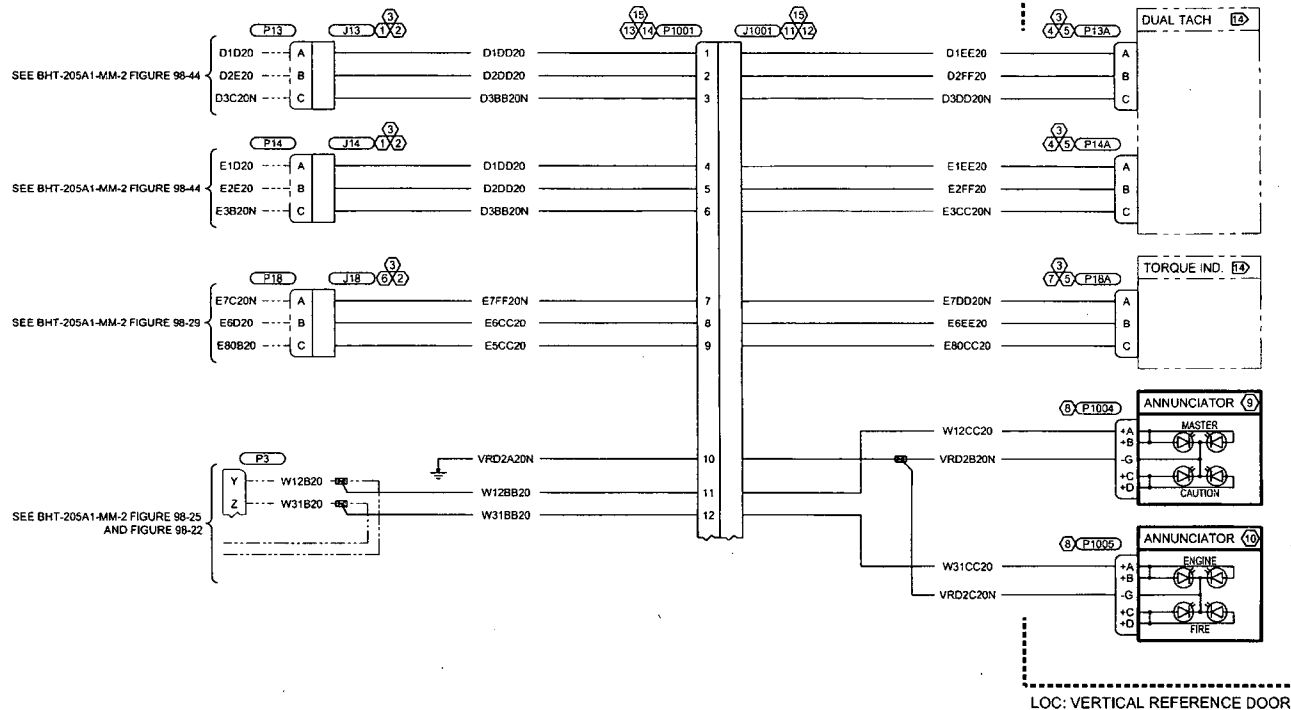 P13 J13 3 1 2 15 13 14 P1001 15 J1001 11 12 3 4 5 P13A DUAL TACH 14
SEE BHT-205A1-MM-2 FIGURE 98-44
D1D20 A D1DD20 1 D1EE20 A
D2E20 B D2DD20 2 D2FF20 B
D3C20N C D3BB20N 3 D3DD20N C
P14 J14 3 1 2 3 4 5 P14A
SEE BHT-205A1-MM-2 FIGURE 98-44
E1D20 A D1DD20 4 E1EE20 A
E2E20 B D2DD20 5 E2FF20 B
E3B20N C D3BB20N 6 E3CC20N C
P18 J18 3 6 2 3 7 5 P18A TORQUE IND. 14
SEE BHT-205A1-MM-2 FIGURE 98-29
E7C20N A E7FF20N 7 E7DD20N A
E6D20 B E6CC20 8 E6EE20 B
E80B20 C E5CC20 9 E80CC20 C
8 P1004 ANNUNCIATOR 9
W12CC20 +A MASTER
+B
P3 VRD2A20N 10 VRD2B20N -G
Y W12B20 W12BB20 11 +C
+D CAUTION
Z W31B20 W31BB20 12
SEE BHT-205A1-MM-2 FIGURE 98-25
AND FIGURE 98-22
8 P1005 ANNUNCIATOR 10
W31CC20 +A ENGINE
+B
VRD2C20N -G
+C
+D FIRE
LOC: VERTICAL REFERENCE DOOR